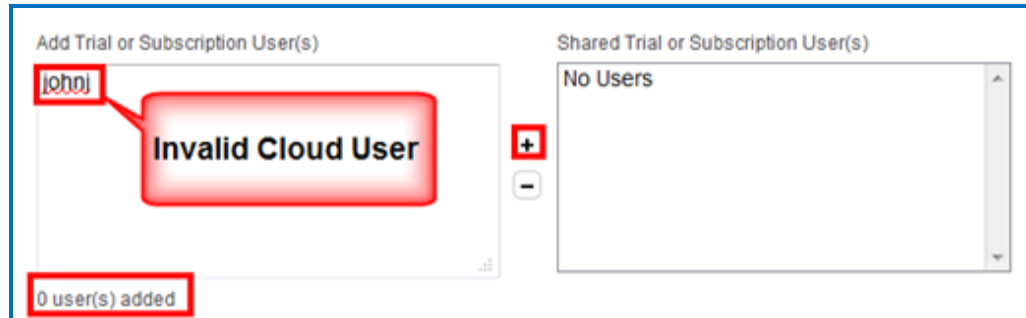 Add Trial or Subscription User(s)
Shared Trial or Subscription User(s)
johnj
No Users
Invalid Cloud User
+
-
0 user(s) added